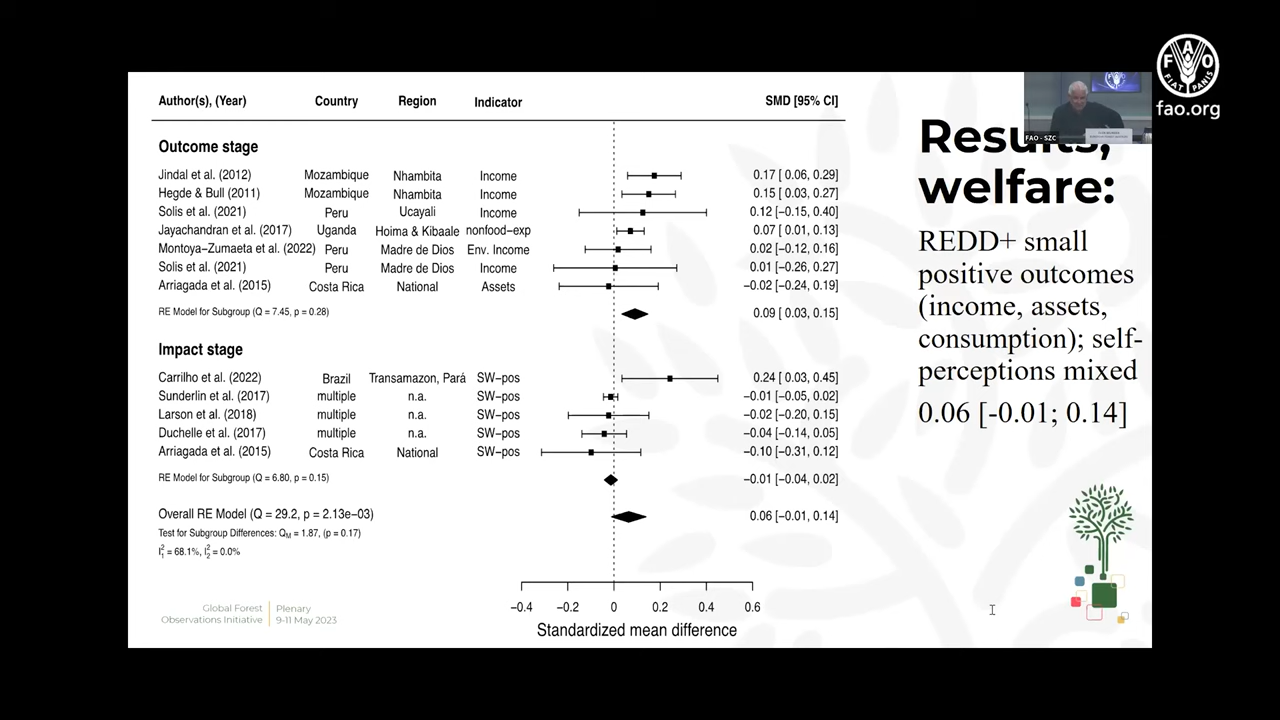 Author(s), (Year) Country Region Indicator SMD [95% CI]
Outcome stage
Jindal et al. (2012) Mozambique Nhambita Income 0.17 [ 0.06, 0.29]
Hegde & Bull (2011) Mozambique Nhambita Income 0.15 [ 0.03, 0.27]
Solis et al. (2021) Peru Ucayali Income 0.12 [−0.15, 0.40]
Jayachandran et al. (2017) Uganda Hoima & Kibaale nonfood−exp 0.07 [ 0.01, 0.13]
Montoya−Zumaeta et al. (2022) Peru Madre de Dios Env. Income 0.02 [−0.12, 0.16]
Solis et al. (2021) Peru Madre de Dios Income 0.01 [−0.26, 0.27]
Arriagada et al. (2015) Costa Rica National Assets −0.02 [−0.24, 0.19]
RE Model for Subgroup (Q = 7.45, p = 0.28) 0.09 [ 0.03, 0.15]
Impact stage
Carrilho et al. (2022) Brazil Transamazon, Pará SW−pos 0.24 [ 0.03, 0.45]
Sunderlin et al. (2017) multiple n.a. SW−pos −0.01 [−0.05, 0.02]
Larson et al. (2018) multiple n.a. SW−pos −0.02 [−0.20, 0.15]
Duchelle et al. (2017) multiple n.a. SW−pos −0.04 [−0.14, 0.05]
Arriagada et al. (2015) Costa Rica National SW−pos −0.10 [−0.31, 0.12]
RE Model for Subgroup (Q = 6.80, p = 0.15) −0.01 [−0.04, 0.02]
Overall RE Model (Q = 29.2, p = 2.13e−03) 0.06 [−0.01, 0.14]
Test for Subgroup Differences: QM = 1.87, (p = 0.17)
I²1 = 68.1%, I²2 = 0.0%
−0.4 −0.2 0 0.2 0.4 0.6
Standardized mean difference
Global Forest
Observations Initiative
Plenary
9-11 May 2023
Results,
welfare:
REDD+ small
positive outcomes
(income, assets,
consumption); self-
perceptions mixed
0.06 [-0.01; 0.14]
FAO - SZC
F A O
FIAT PANIS
fao.org